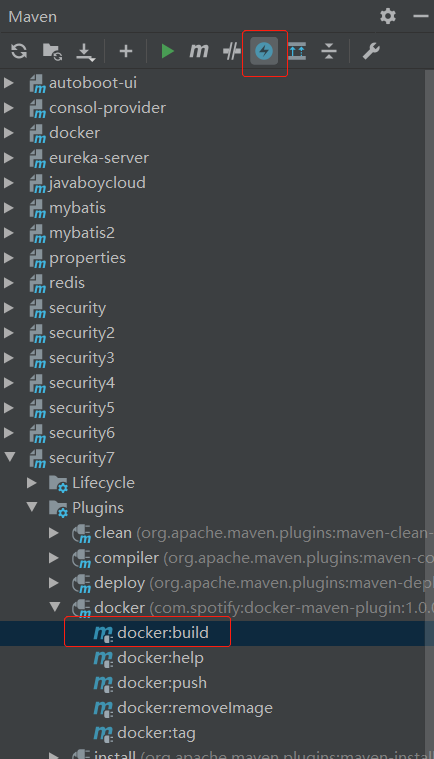 Maven
autoboot-ui
consol-provider
docker
eureka-server
javaboycloud
mybatis
mybatis2
properties
redis
security
security2
security3
security4
security5
security6
security7
Lifecycle
Plugins
clean (org.apache.maven.plugins:maven-clean-
compiler (org.apache.maven.plugins:maven-co
deploy (org.apache.maven.plugins:maven-depl
docker (com.spotify:docker-maven-plugin:1.0.0
docker:build
docker:help
docker:push
docker:removeImage
docker:tag
install (org.apache.maven.plugins:maven-install